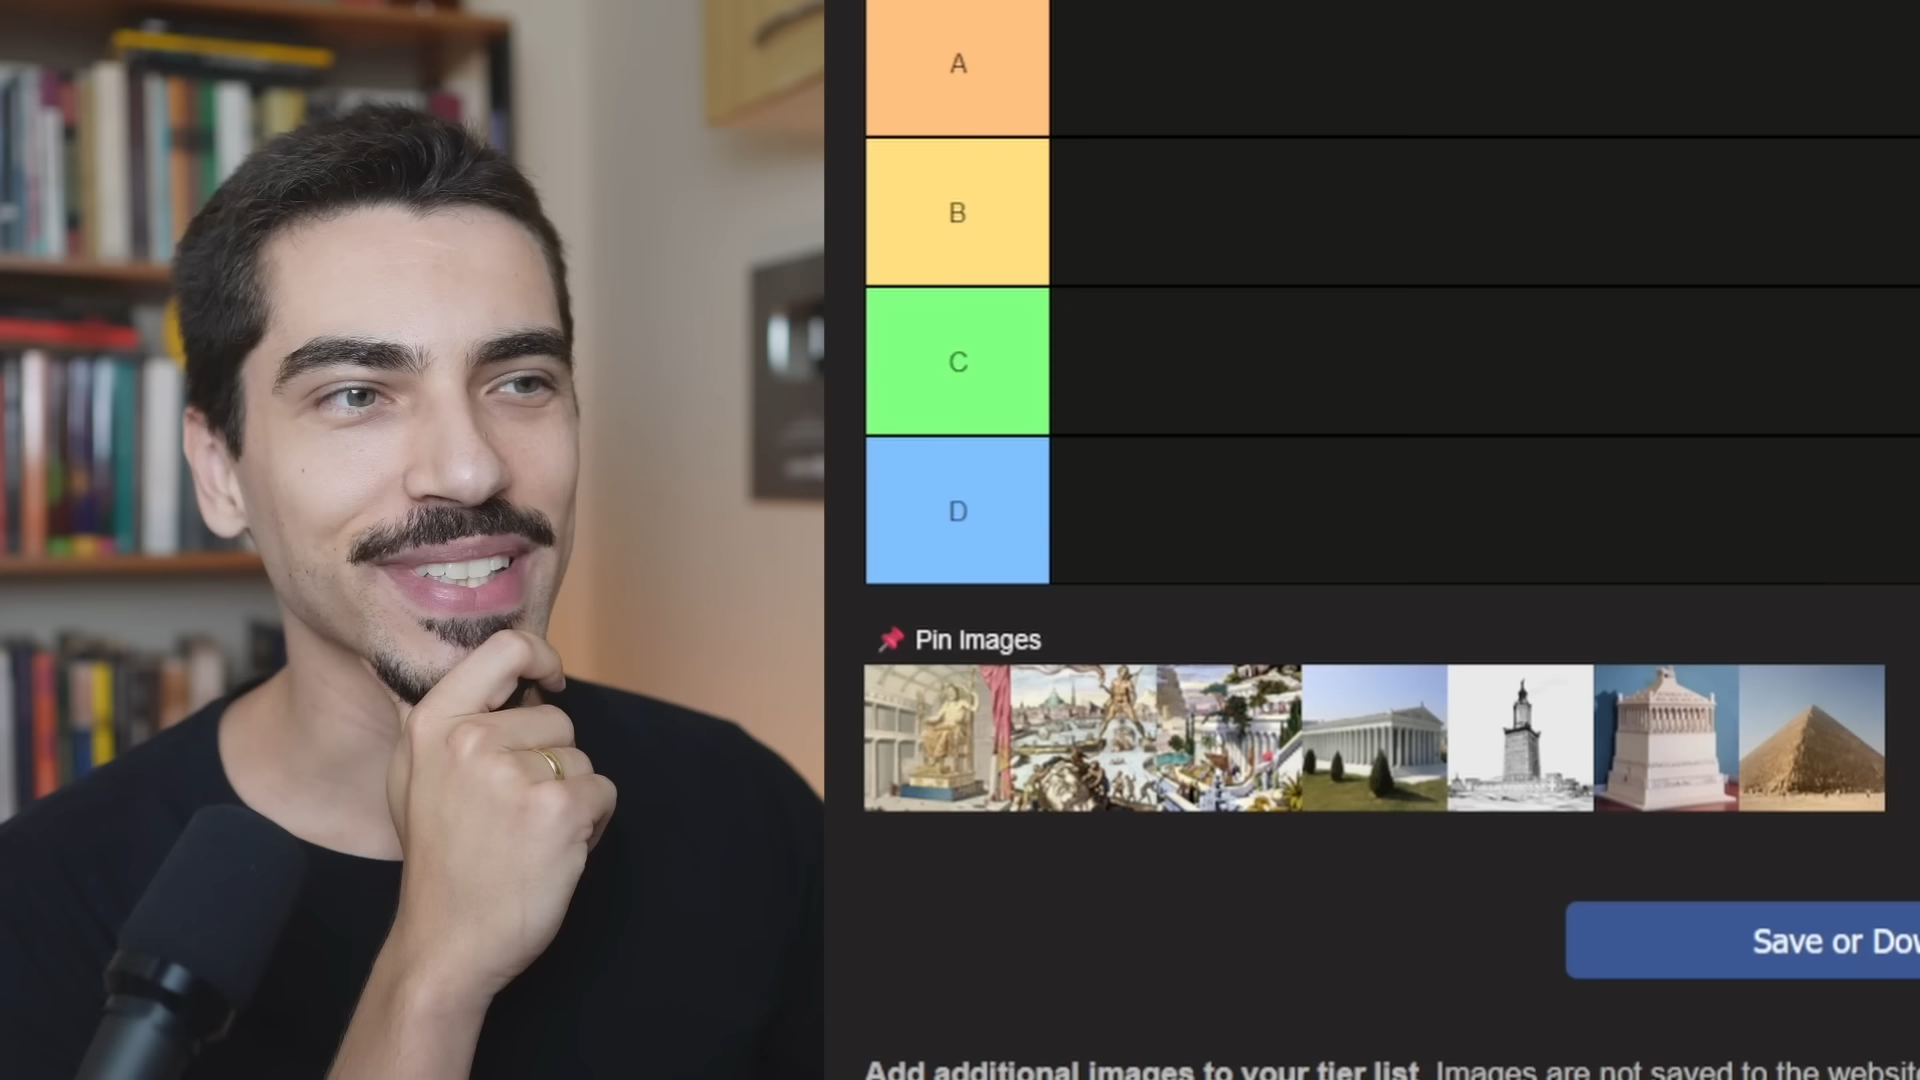 A
B
C
D
Pin Images
Save or Dow
Add additional images to your tier list. Images are not saved to the website